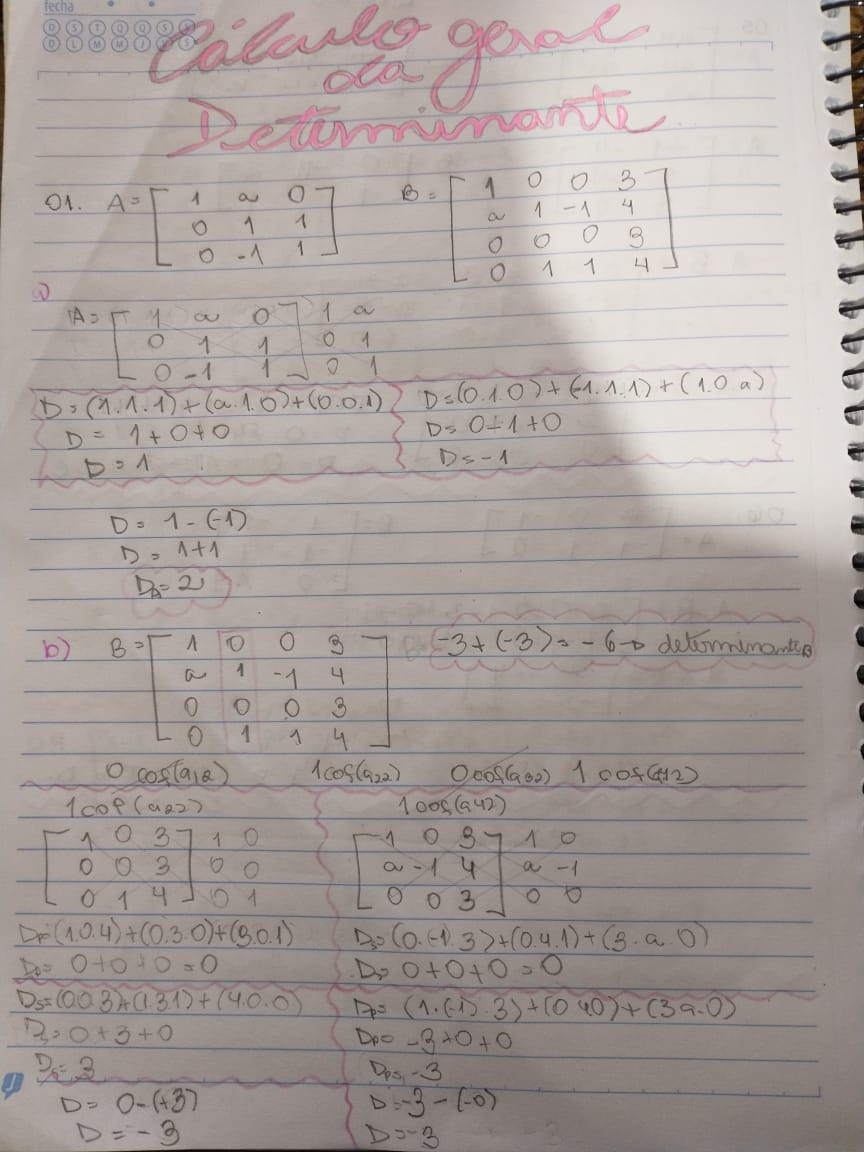 fecha
D S T Q Q S S
D L M M J V S
Cálculo geral
da
Determinante
01. A= [ 1 a 0 ] B= [ 1 0 0 3 ]
[ 0 1 1 ] [ a 1 -1 4 ]
[ 0 -1 1 ] [ 0 0 0 3 ]
[ 0 1 1 4 ]
a)
A= [ 1 a 0 ] 1 a
[ 0 1 1 ] 0 1
[ 0 -1 1 ] 0 1
D=(1.1.1)+(a.1.0)+(0.0.1)
D= 1+0+0
D=1
D=(0.1.0)+(-1.1.1)+(1.0.a)
D= 0-1+0
D=-1
D= 1-(-1)
D= 1+1
DA=2
b) B= [ 1 0 0 3 ] -3+(-3)=-6→ determinante B
[ a 1 -1 4 ]
[ 0 0 0 3 ]
[ 0 1 1 4 ]
0 cof(a12) 1cof(a22) 0cof(a32) 1 cof(a42)
1cof(a22)
[ 1 0 3 ] 1 0
[ 0 0 3 ] 0 0
[ 0 1 4 ] 0 1
Dp=(1.0.4)+(0.3.0)+(3.0.1)
Dp= 0+0+0=0
Ds=(0.0.3)+(1.3.1)+(4.0.0)
Ds=0+3+0
Ds=3
D= 0-(+3)
D=-3
1cof(a42)
[ 1 0 3 ] 1 0
[ a -1 4 ] a -1
[ 0 0 3 ] 0 0
Ds=(0.-1.3)+(0.4.1)+(3.a.0)
Ds= 0+0+0=0
Dp= (1.(-1).3)+(0.4.0)+(3.a.0)
Dp= -3+0+0
Dp=-3
D=-3-(-0)
D=-3